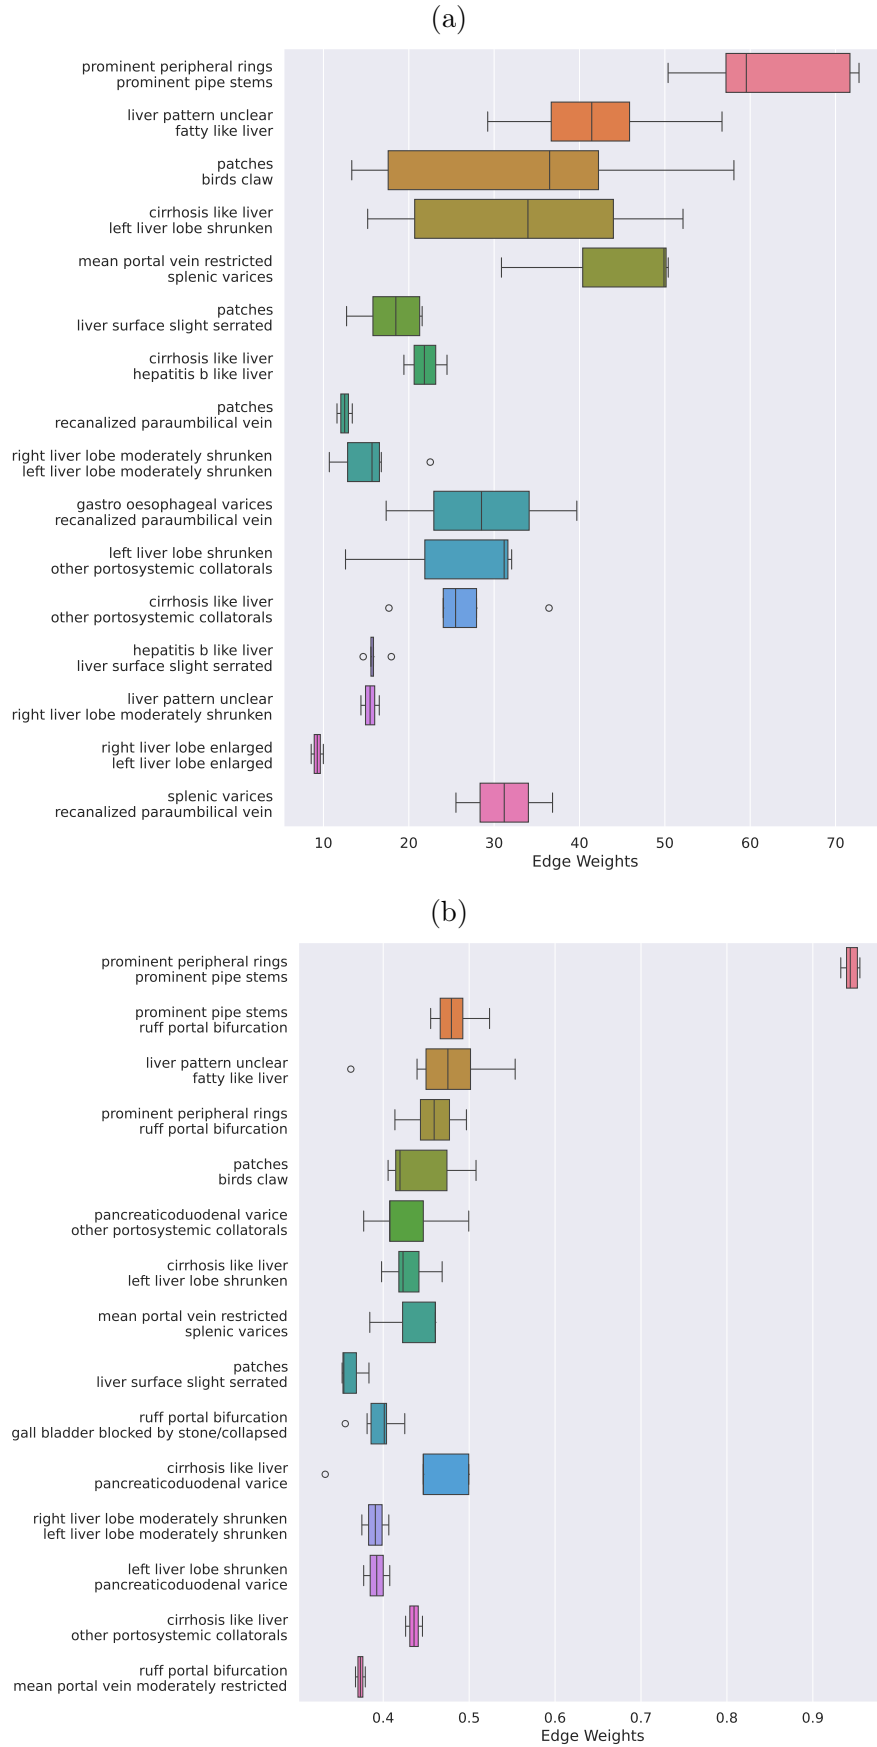 (a)
prominent peripheral rings
prominent pipe stems
liver pattern unclear
fatty like liver
patches
birds claw
cirrhosis like liver
left liver lobe shrunken
mean portal vein restricted
splenic varices
patches
liver surface slight serrated
cirrhosis like liver
hepatitis b like liver
patches
recanalized paraumbilical vein
right liver lobe moderately shrunken
left liver lobe moderately shrunken
gastro oesophageal varices
recanalized paraumbilical vein
left liver lobe shrunken
other portosystemic collatorals
cirrhosis like liver
other portosystemic collatorals
hepatitis b like liver
liver surface slight serrated
liver pattern unclear
right liver lobe moderately shrunken
right liver lobe enlarged
left liver lobe enlarged
splenic varices
recanalized paraumbilical vein
10 20 30 40 50 60 70
Edge Weights
(b)
prominent peripheral rings
prominent pipe stems
prominent pipe stems
ruff portal bifurcation
liver pattern unclear
fatty like liver
prominent peripheral rings
ruff portal bifurcation
patches
birds claw
pancreaticoduodenal varice
other portosystemic collatorals
cirrhosis like liver
left liver lobe shrunken
mean portal vein restricted
splenic varices
patches
liver surface slight serrated
ruff portal bifurcation
gall bladder blocked by stone/collapsed
cirrhosis like liver
pancreaticoduodenal varice
right liver lobe moderately shrunken
left liver lobe moderately shrunken
left liver lobe shrunken
pancreaticoduodenal varice
cirrhosis like liver
other portosystemic collatorals
ruff portal bifurcation
mean portal vein moderately restricted
0.4 0.5 0.6 0.7 0.8 0.9
Edge Weights